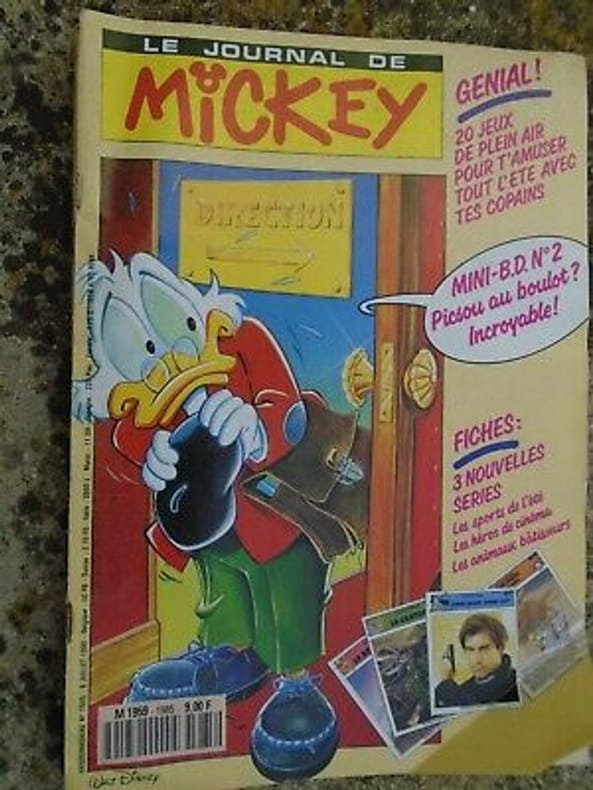 LE JOURNAL DE
MiCKEY
GENIAL!
20 JEUX
DE PLEIN AIR
POUR T'AMUSER
TOUT L'ETE AVEC
TES COPAINS
DIRECTION
MINI-B.D. N°2
Picsou au boulot?
Incroyable!
FICHES:
3 NOUVELLES
SERIES
Les sports de l'été
Les héros de cinéma
Les animaux bâtisseurs
M 1959 - 1985 9,00 F
Walt Disney